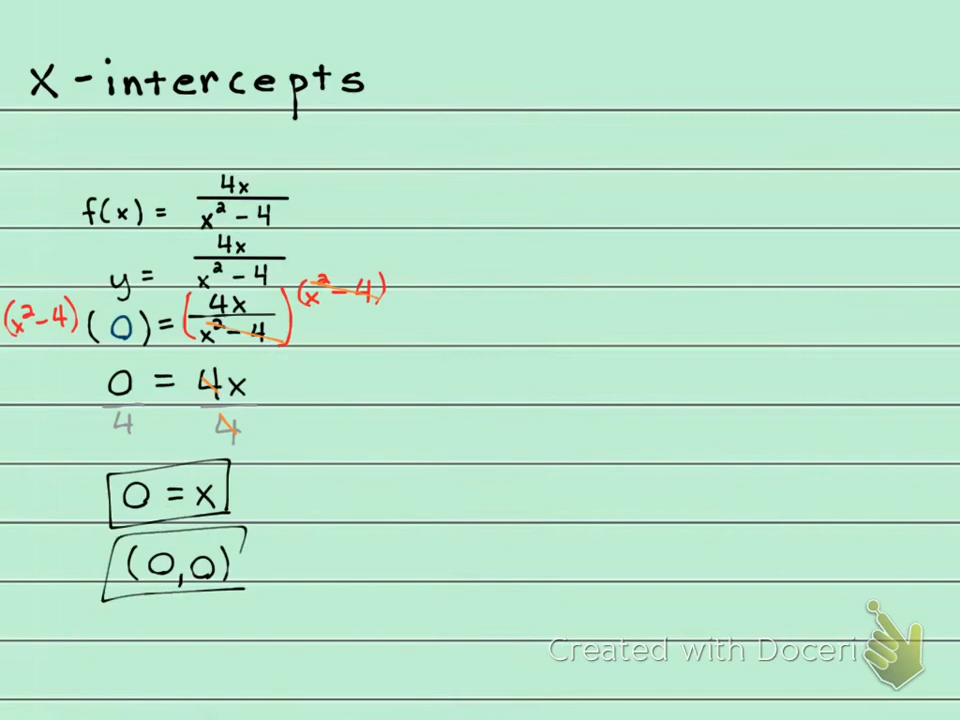 X-intercepts
f(x) = 4x / x² - 4
y = 4x / x² - 4
(x²-4) (0) = (4x / x² - 4) (x² - 4)
0 = 4x
4 4
0 = x
(0,0)
Created with Doceri